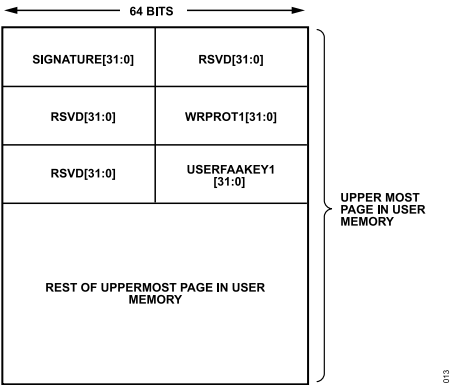 64 BITS
SIGNATURE[31:0]
RSVD[31:0]
RSVD[31:0]
WRPROT1[31:0]
RSVD[31:0]
USERFAAKEY1
[31:0]
UPPER MOST
PAGE IN USER
MEMORY
REST OF UPPERMOST PAGE IN USER
MEMORY
013